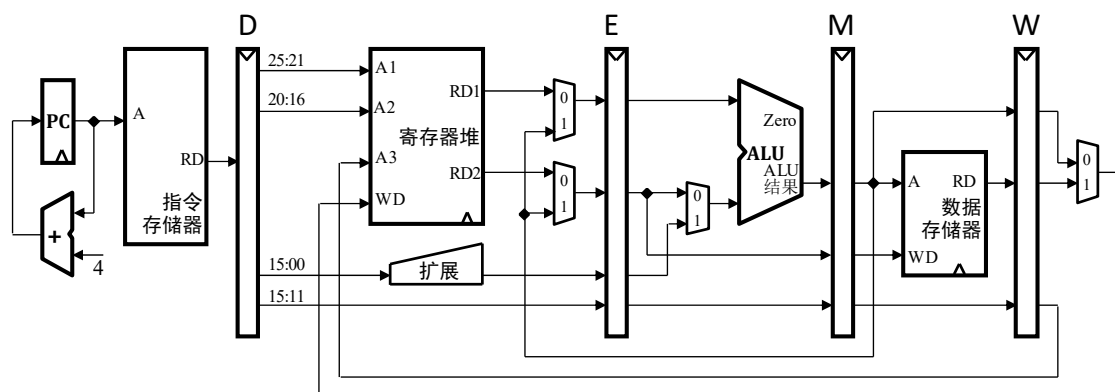 D
E
M
W
25:21
20:16
15:00
15:11
PC
+
4
A
RD
指令
存储器
A1
A2
A3
WD
RD1
RD2
寄存器堆
扩展
0
1
0
1
0
1
Zero
ALU
ALU
结果
A
RD
数据
存储器
WD
0
1